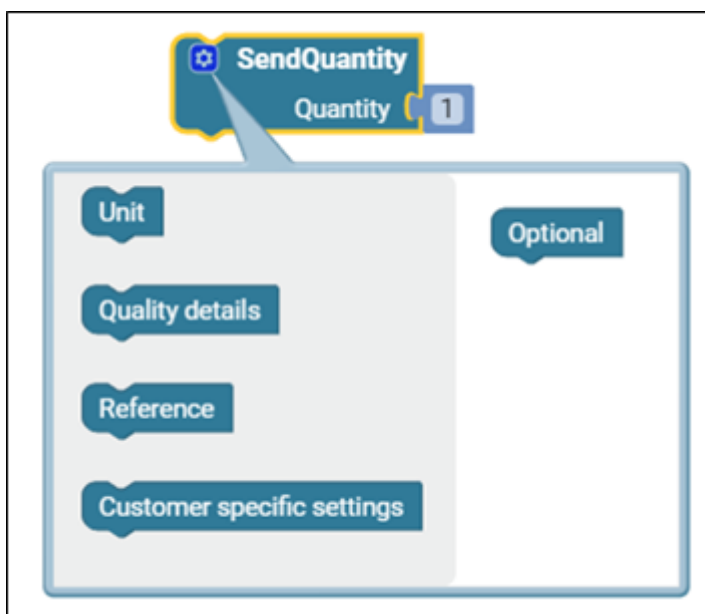 SendQuantity
Quantity 1
Unit
Optional
Quality details
Reference
Customer specific settings